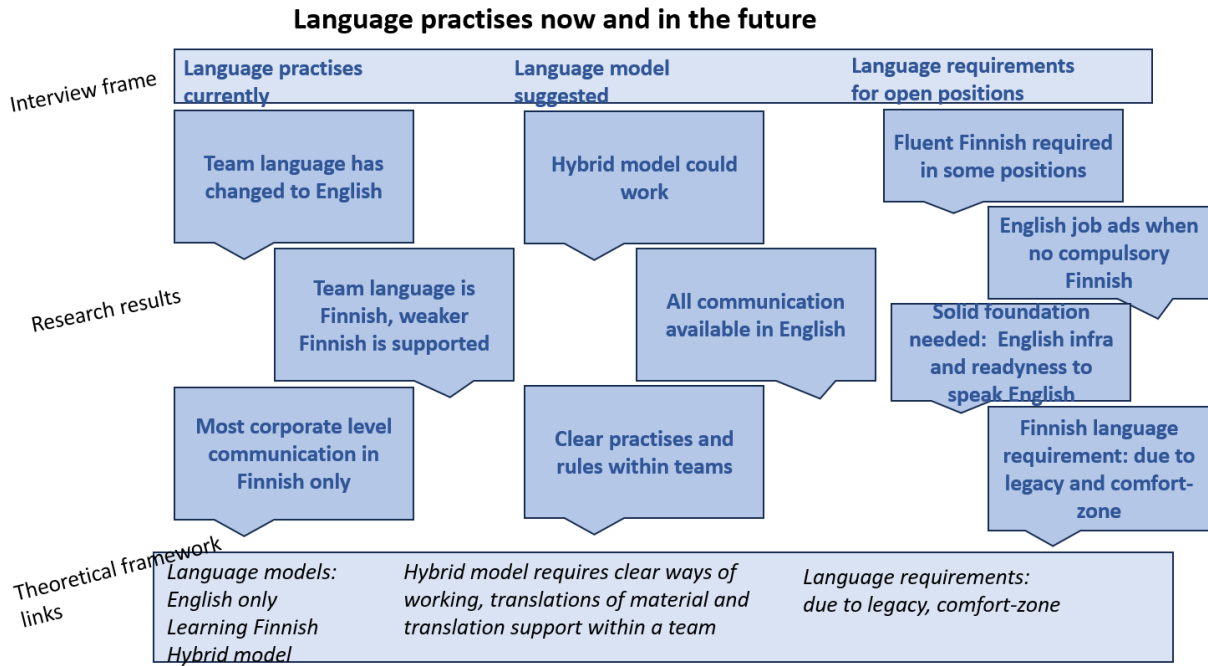 Language practises now and in the future
Interview frame
Language practises
currently
Language model
suggested
Language requirements
for open positions
Research results
Team language has
changed to English
Team language is
Finnish, weaker
Finnish is supported
Most corporate level
communication in
Finnish only
Hybrid model could
work
All communication
available in English
Clear practises and
rules within teams
Fluent Finnish required
in some positions
English job ads when
no compulsory
Finnish
Solid foundation
needed:  English infra
and readyness to
speak English
Finnish language
requirement: due to
legacy and comfort-
zone
Theoretical framework
links
Language models:
English only
Learning Finnish
Hybrid model
Hybrid model requires clear ways of
working, translations of material and
translation support within a team
Language requirements:
due to legacy, comfort-zone